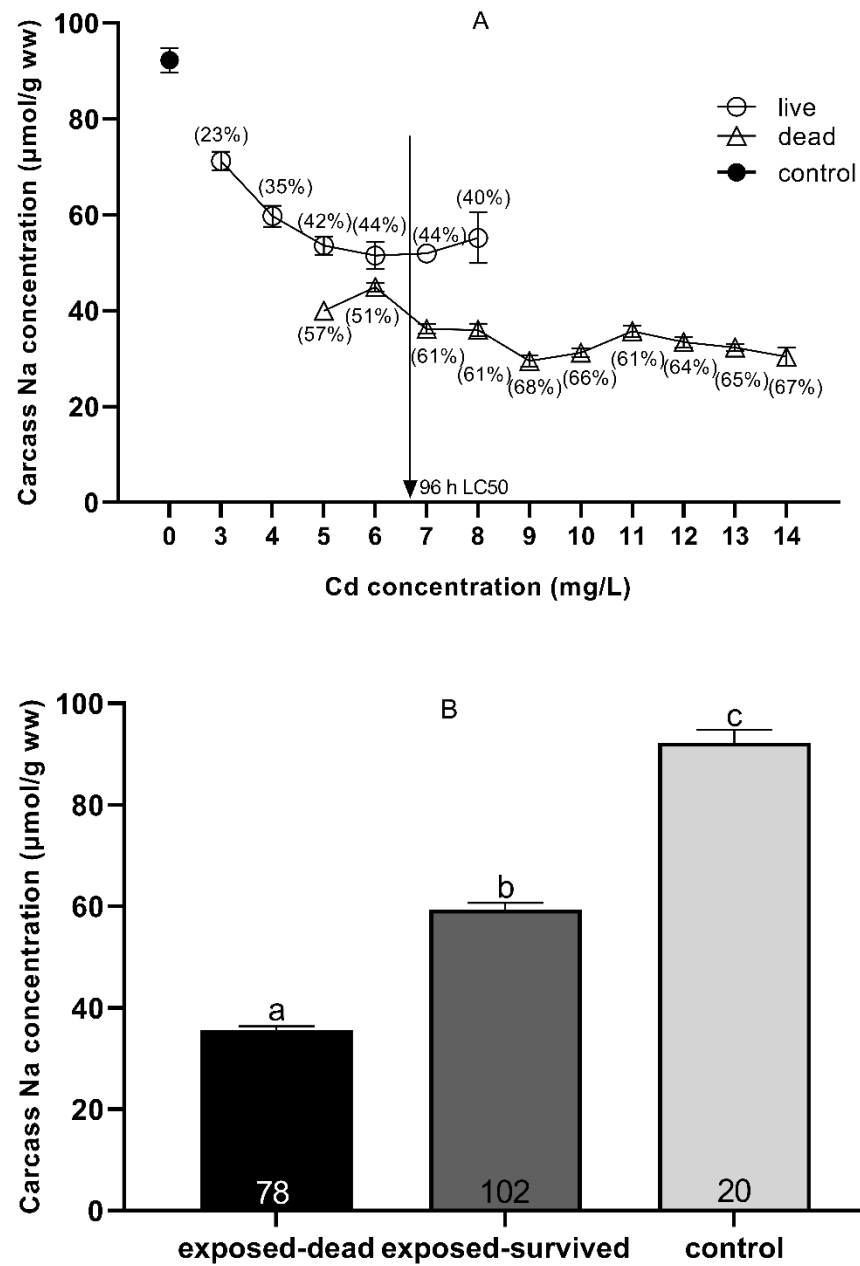 A
Carcass Na concentration (µmol/g ww)
100
80
60
40
20
0
live
dead
control
(23%)
(35%)
(42%)
(44%)
(44%)
(40%)
(57%)
(51%)
(61%)
(61%)
(68%)
(66%)
(61%)
(64%)
(65%)
(67%)
96 h LC50
0 3 4 5 6 7 8 9 10 11 12 13 14
Cd concentration (mg/L)
B
Carcass Na concentration (µmol/g ww)
100
80
60
40
20
0
a
b
c
78
102
20
exposed-dead exposed-survived control